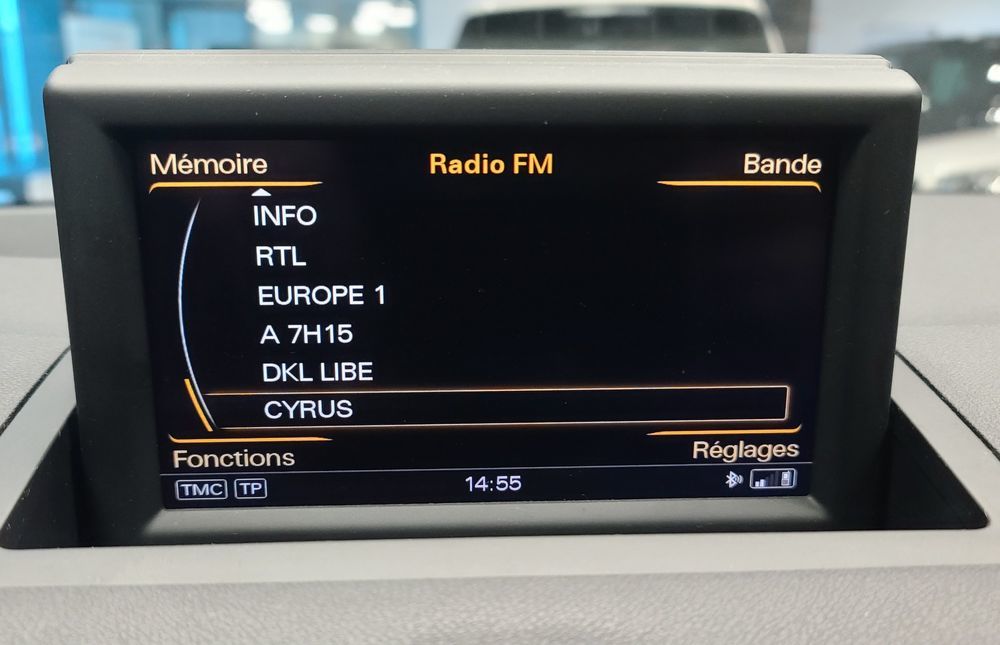 Mémoire Radio FM Bande
INFO
RTL
EUROPE 1
A 7H15
DKL LIBE
CYRUS
Fonctions Réglages
TMC TP 14:55